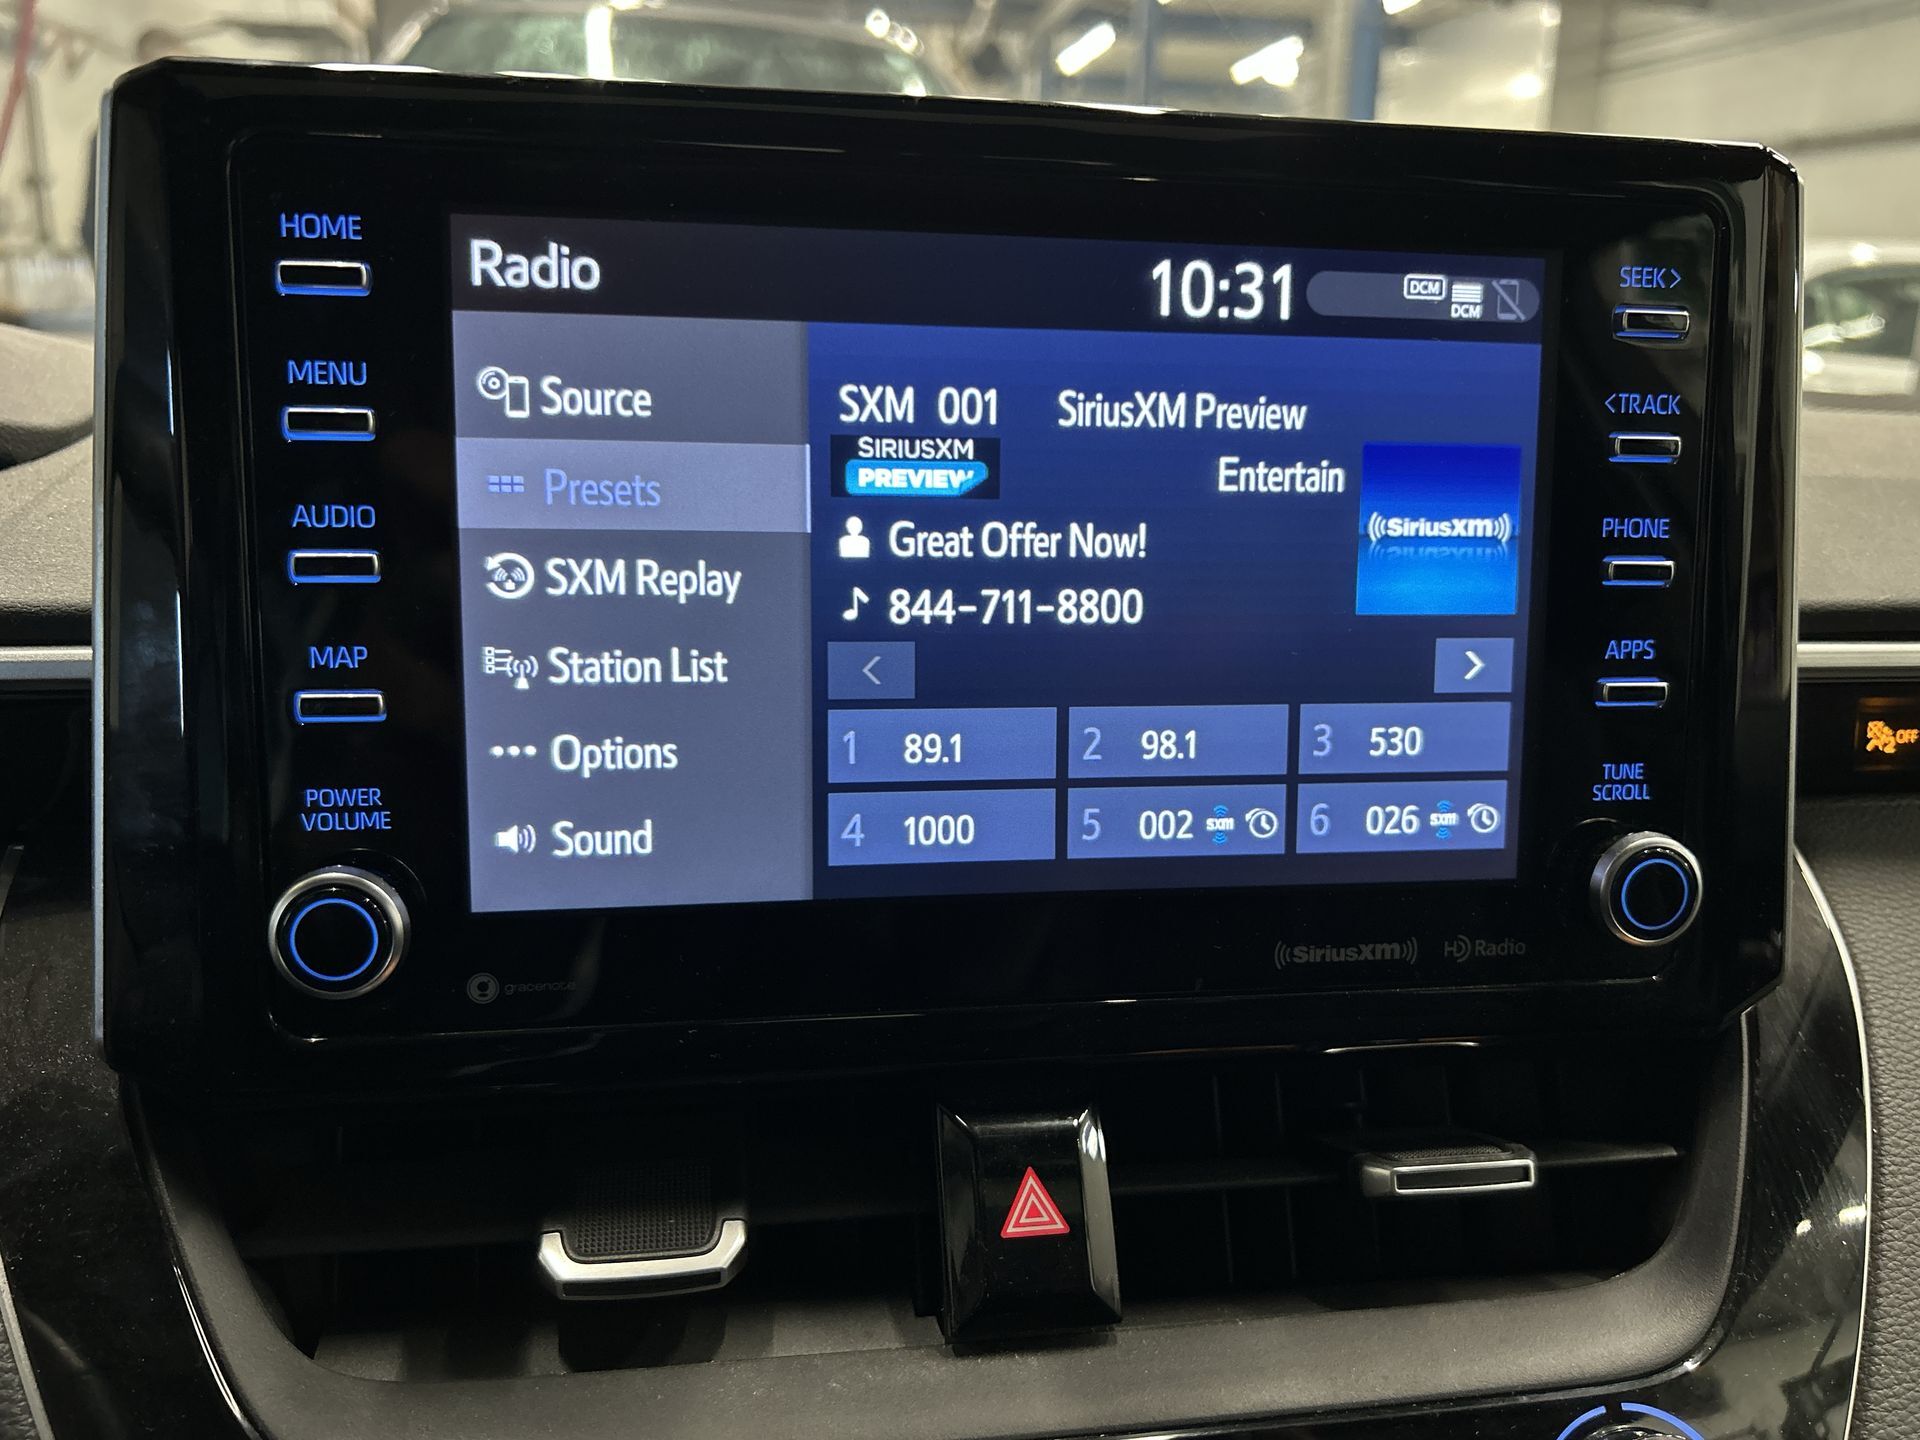 HOME
MENU
AUDIO
MAP
POWER
VOLUME
Radio
10:31
DCM
DCM
Source
Presets
SXM Replay
Station List
Options
Sound
SXM 001 SiriusXM Preview
SIRIUSXM
PREVIEW
Entertain
((SiriusXM))
Great Offer Now!
844-711-8800
<
>
1 89.1
2 98.1
3 530
4 1000
5 002 sxm
6 026 sxm
SEEK>
<TRACK
PHONE
APPS
TUNE
SCROLL
gracenote
((SiriusXM))
HD Radio
2 OFF